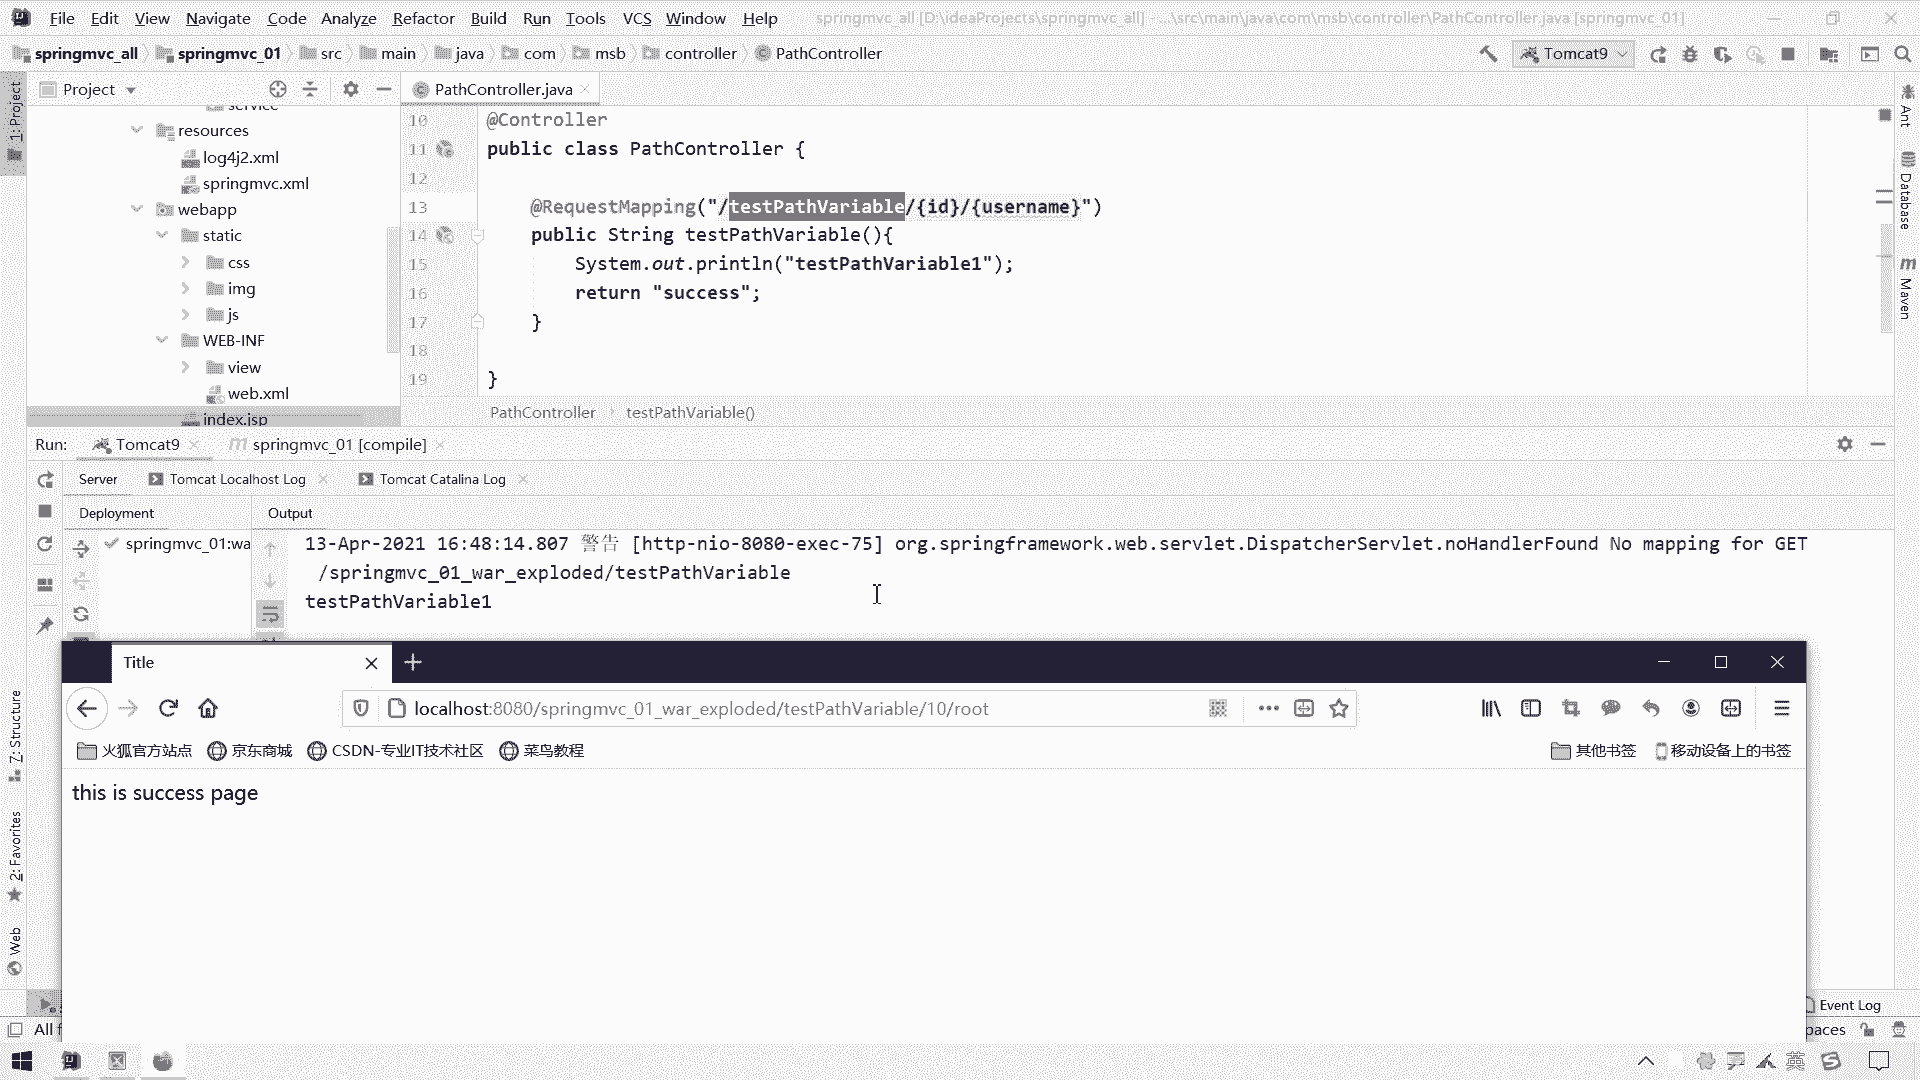 File Edit View Navigate Code Analyze Refactor Build Run Tools VCS Window Help springmvc_all [D:\ideaProjects\springmvc_all] - ...\src\main\java\com\msb\controller\PathController.java [springmvc_01]
springmvc_all springmvc_01 src main java com msb controller PathController Tomcat9
1: Project
Project
PathController.java
Ant
service
resources
log4j2.xml
springmvc.xml
webapp
static
css
img
js
WEB-INF
view
web.xml
index.jsp
10 @Controller
11 public class PathController {
12
13 @RequestMapping("/testPathVariable/{id}/{username}")
14 public String testPathVariable(){
15 System.out.println("testPathVariable1");
16 return "success";
17 }
18
19 }
Database
Maven
PathController testPathVariable()
Run: Tomcat9 springmvc_01 [compile]
Server Tomcat Localhost Log Tomcat Catalina Log
Deployment Output
springmvc_01:wa
13-Apr-2021 16:48:14.807 警告 [http-nio-8080-exec-75] org.springframework.web.servlet.DispatcherServlet.noHandlerFound No mapping for GET
/springmvc_01_war_exploded/testPathVariable
testPathVariable1
Title
localhost:8080/springmvc_01_war_exploded/testPathVariable/10/root
火狐官方站点 京东商城 CSDN-专业IT技术社区 菜鸟教程 其他书签 移动设备上的书签
this is success page
7: Structure
2: Favorites
Web
Event Log
All f
paces
英